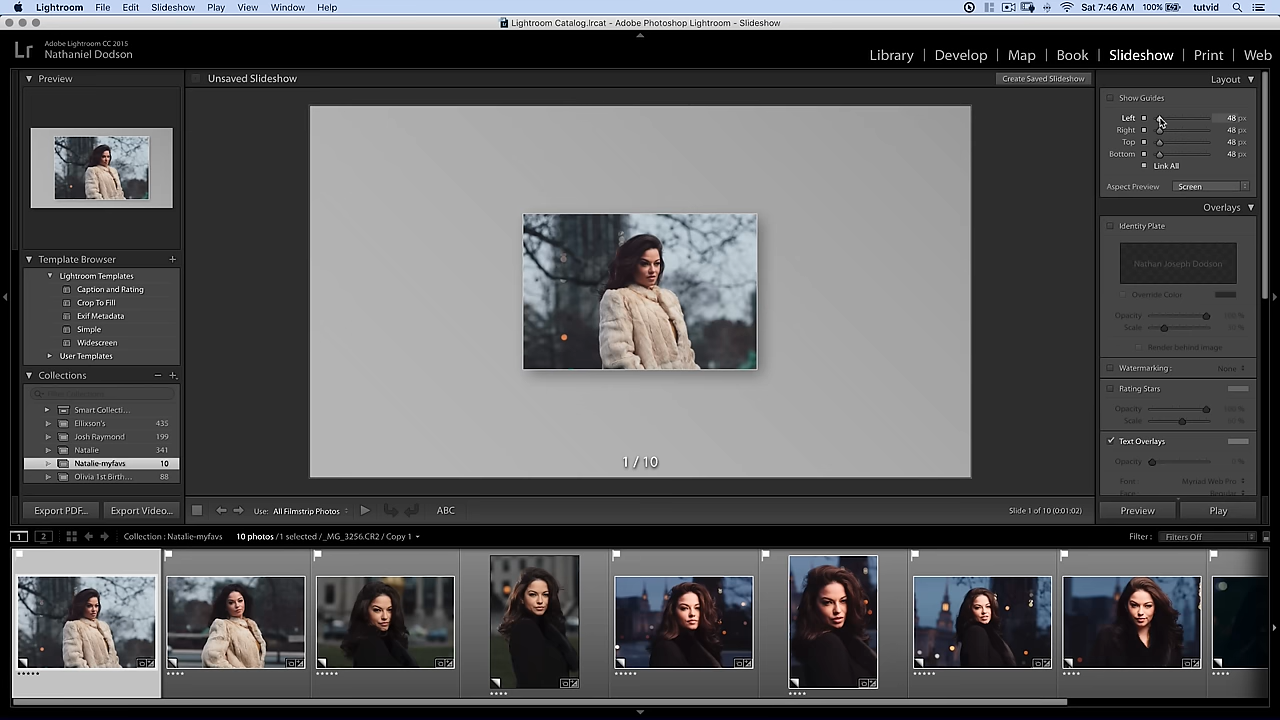 Lightroom File Edit Slideshow Play View Window Help
Sat 7:46 AM 100% tutvid
Lightroom Catalog.lrcat - Adobe Photoshop Lightroom - Slideshow
Lr
Adobe Lightroom CC 2015
Nathaniel Dodson
Library | Develop | Map | Book | Slideshow | Print | Web
Preview
Template Browser
Lightroom Templates
Caption and Rating
Crop To Fill
Exif Metadata
Simple
Widescreen
User Templates
Collections
Smart Collecti...
Ellixson's 435
Josh Raymond 199
Natalie 341
Natalie-myfavs 10
Olivia 1st Birth... 88
Export PDF... Export Video...
Unsaved Slideshow Create Saved Slideshow
1 / 10
Use: All Filmstrip Photos ABC Slide 1 of 10 (0:01:02)
Layout
Show Guides
Left 48 px
Right 48 px
Top 48 px
Bottom 48 px
Link All
Aspect Preview Screen
Overlays
Identity Plate
Nathan Joseph Dodson
Override Color
Opacity 100 %
Scale
Render behind image
Watermarking : None
Rating Stars
Opacity
Scale
Text Overlays
Opacity
Font : Myriad Web Pro
Face Regular
Preview Play
1 2 Collection : Natalie-myfavs 10 photos / 1 selected / _MG_3256.CR2 / Copy 1 Filter : Filters Off